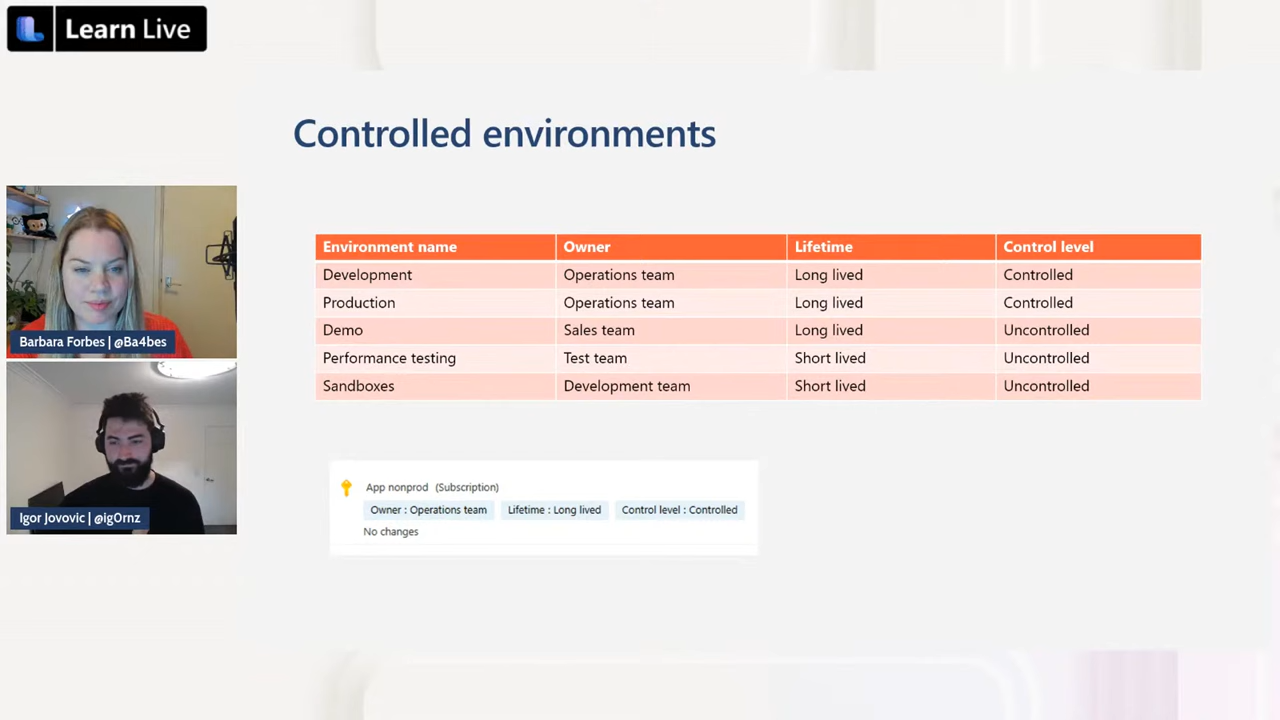 Learn Live
Controlled environments
Environment name Owner Lifetime Control level
Development Operations team Long lived Controlled
Production Operations team Long lived Controlled
Demo Sales team Long lived Uncontrolled
Performance testing Test team Short lived Uncontrolled
Sandboxes Development team Short lived Uncontrolled
Barbara Forbes | @Ba4bes
Igor Jovovic | @ig0rnz
App nonprod (Subscription)
Owner : Operations team Lifetime : Long lived Control level : Controlled
No changes